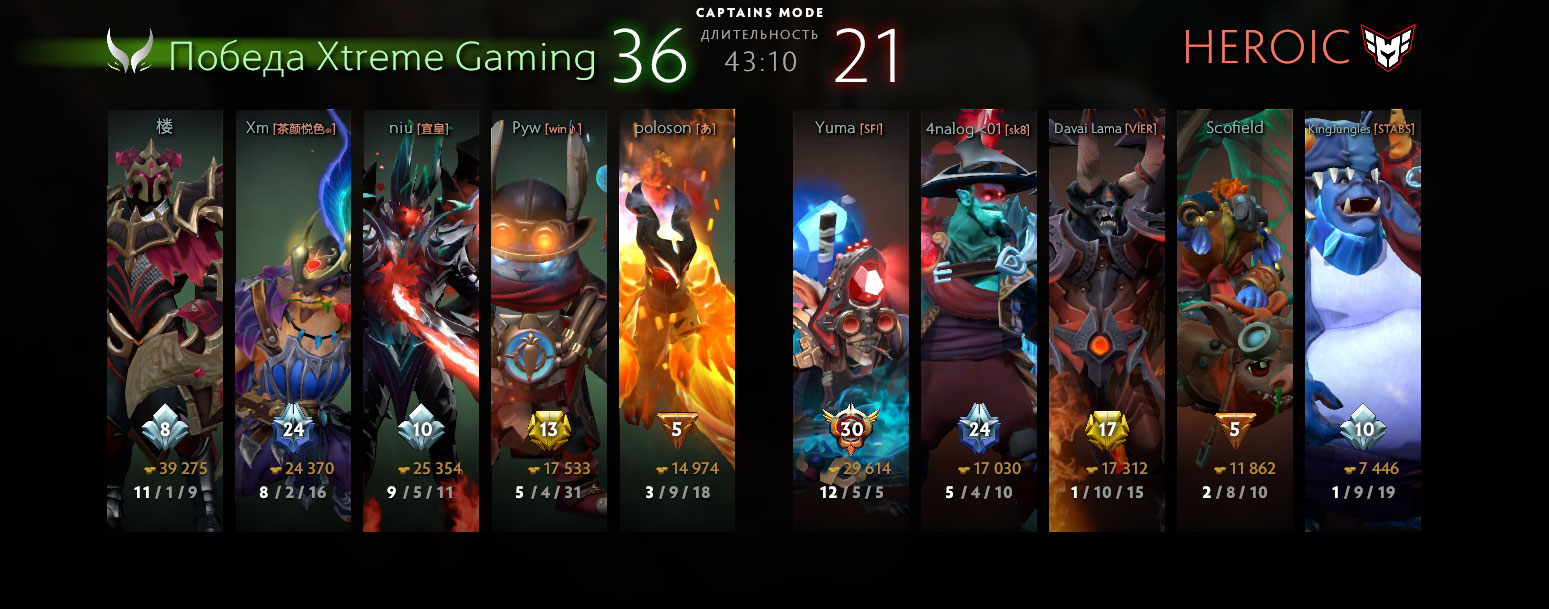 CAPTAINS MODE
Победа Xtreme Gaming 36 ДЛИТЕЛЬНОСТЬ 43:10 21 HEROIC
楼 Xm [茶颜悦色] niu [宜皇] Pyw [win♪] poloson [あ] Yuma [SF!] 4nalog <01 [sk8] Davai Lama [VIER] Scofield KingJungles [STABS]
8 24 10 13 5 30 24 17 5 10
39 275 24 370 25 354 17 533 14 974 29 614 17 030 17 312 11 862 7 446
11 / 1 / 9 8 / 2 / 16 9 / 5 / 11 5 / 4 / 31 3 / 9 / 18 12 / 5 / 5 5 / 4 / 10 1 / 10 / 15 2 / 8 / 10 1 / 9 / 19